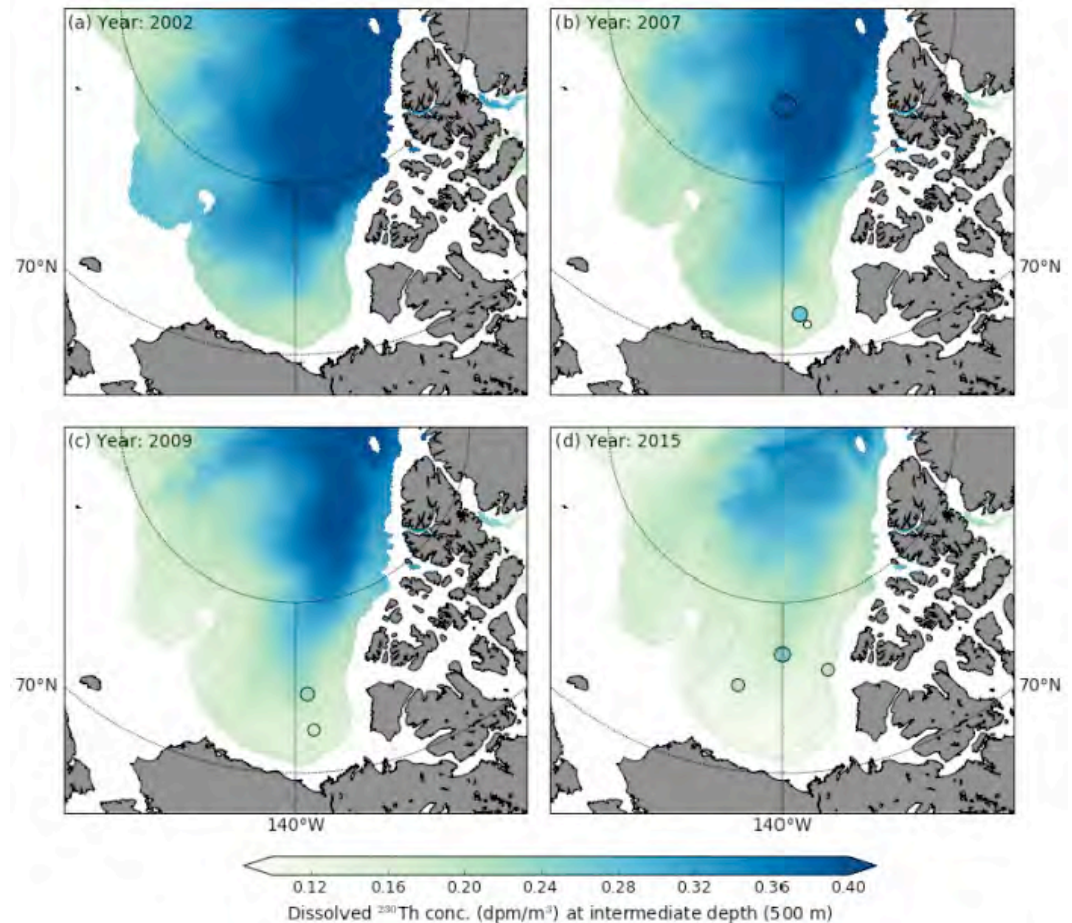 (a) Year: 2002
(b) Year: 2007
70°N
70°N
(c) Year: 2009
(d) Year: 2015
70°N
70°N
140°W
140°W
0.12 0.16 0.20 0.24 0.28 0.32 0.36 0.40
Dissolved ²³⁰Th conc. (dpm/m³) at intermediate depth (500 m)